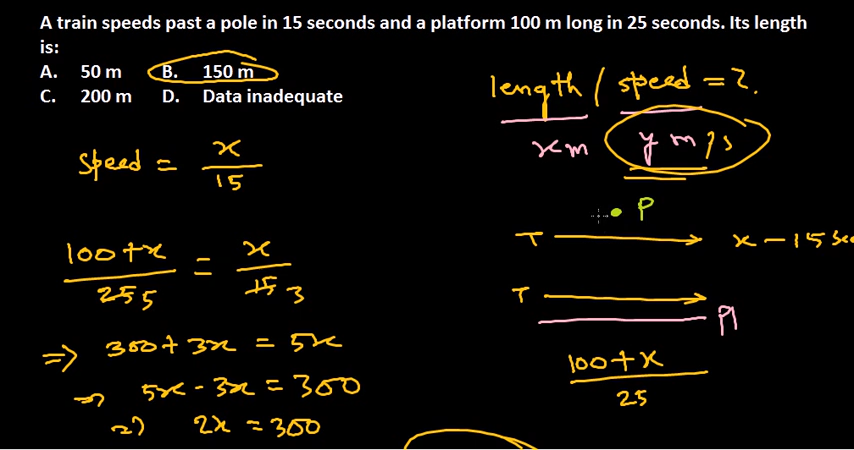 A train speeds past a pole in 15 seconds and a platform 100 m long in 25 seconds. Its length
is:
A. 50 m B. 150 m
C. 200 m D. Data inadequate
length / speed = ?
x m y m/s
speed = x / 15
P
T x – 15 sec
100 + x / 25 5 = x / 15 3
T
Pl
⇒ 300 + 3x = 5x
100 + x / 25
⇒ 5x - 3x = 300
⇒ 2x = 300